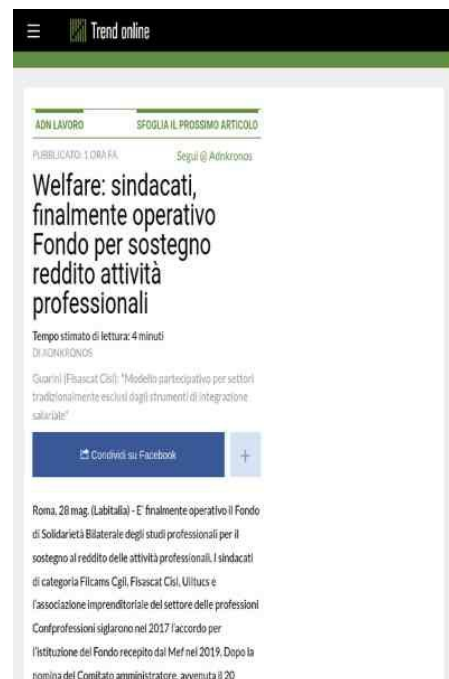 Trend online
ADN LAVORO
SFOGLIA IL PROSSIMO ARTICOLO
PUBBLICATO: 1 ORA FA
Segui @ Adnkronos
Welfare: sindacati,
finalmente operativo
Fondo per sostegno
reddito attività
professionali
Tempo stimato di lettura: 4 minuti
DI ADNKRONOS
Guarini (Fisascat Cisl): "Modello partecipativo per settori
tradizionalmente esclusi dagli strumenti di integrazione
salariale"
Condividi su Facebook
+
Roma, 28 mag. (Labitalia) - E' finalmente operativo il Fondo
di Solidarietà Bilaterale degli studi professionali per il
sostegno al reddito delle attività professionali. I sindacati
di categoria Filcams Cgil, Fisascat Cisl, Uiltucs e
l'associazione imprenditoriale del settore delle professioni
Confprofessioni siglarono nel 2017 l'accordo per
l'istituzione del Fondo recepito dal Mef nel 2019. Dopo la
nomina del Comitato amministratore, avvenuta il 20